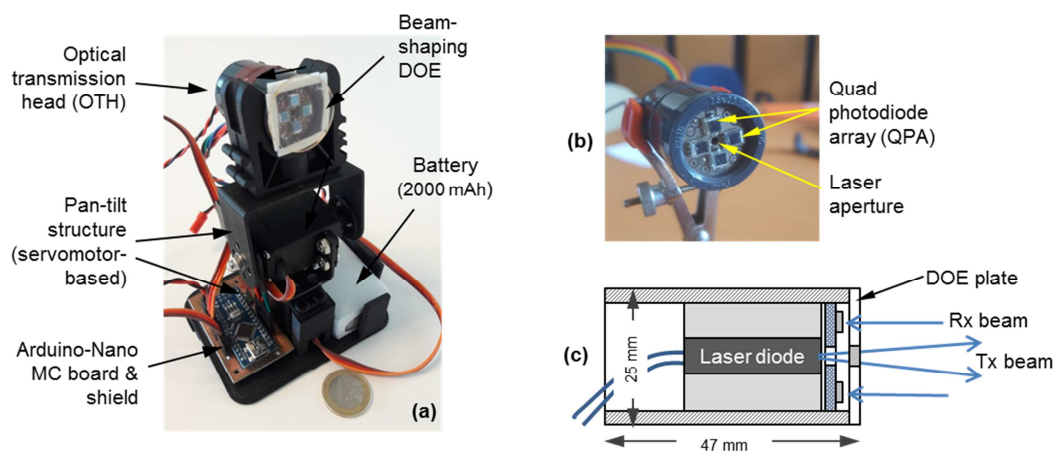 Optical
transmission
head (OTH)
Beam-
shaping
DOE
Battery
(2000 mAh)
Pan-tilt
structure
(servomotor-
based)
Arduino-Nano
MC board &
shield
(a)
(b)
Quad
photodiode
array (QPA)
Laser
aperture
DOE plate
Rx beam
Tx beam
(c)
Laser diode
25 mm
47 mm